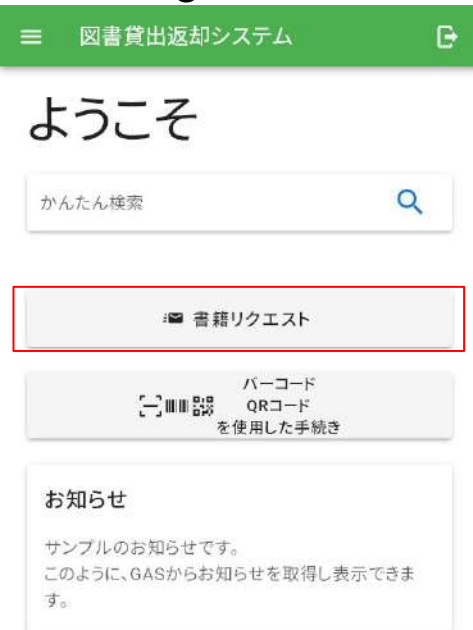 図書貸出返却システム
ようこそ
かんたん検索
書籍リクエスト
バーコード
QRコード
を使用した手続き
お知らせ
サンプルのお知らせです。
このように、GASからお知らせを取得し表示できま
す。